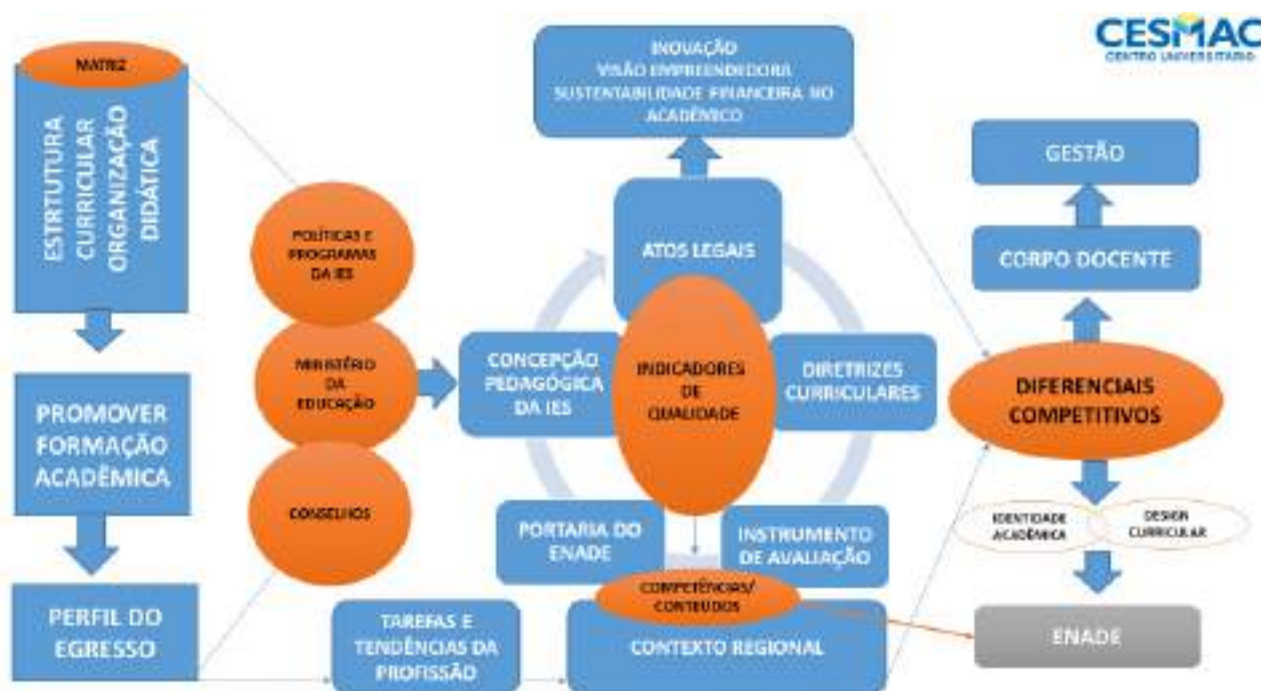 CESMAC
CENTRO UNIVERSITÁRIO
MATRIZ
ESTRTUTURA
CURRICULAR
ORGANIZAÇÃO
DIDÁTICA
PROMOVER
FORMAÇÃO
ACADÊMICA
PERFIL DO
EGRESSO
POLÍTICAS E
PROGRAMAS
DA IES
MINISTÉRIO
DA
EDUCAÇÃO
CONSELHOS
INOVAÇÃO
VISÃO EMPREENDEDORA
SUSTENTABILIDADE FINANCEIRA NO
ACADÊMICO
ATOS LEGAIS
CONCEPÇÃO
PEDAGÓGICA
DA IES
INDICADORES
DE
QUALIDADE
DIRETRIZES
CURRICULARES
PORTARIA DO
ENADE
INSTRUMENTO
DE AVALIAÇÃO
COMPETÊNCIAS/
CONTEÚDOS
CONTEXTO REGIONAL
TAREFAS E
TENDÊNCIAS DA
PROFISSÃO
GESTÃO
CORPO DOCENTE
DIFERENCIAIS
COMPETITIVOS
IDENTIDADE
ACADÊMICA
DESIGN
CURRICULAR
ENADE